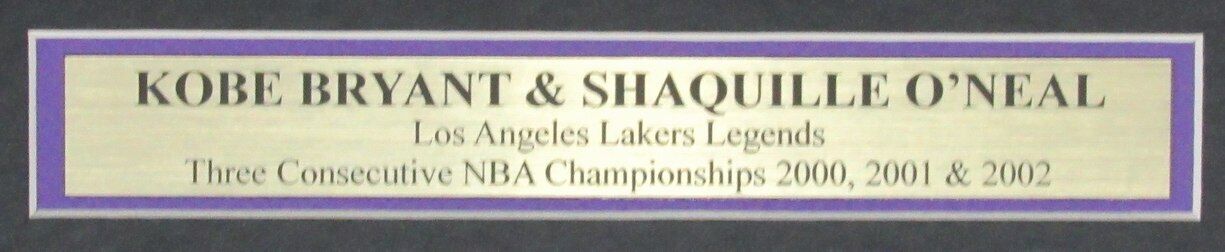 KOBE BRYANT & SHAQUILLE O'NEAL
Los Angeles Lakers Legends
Three Consecutive NBA Championships 2000, 2001 & 2002